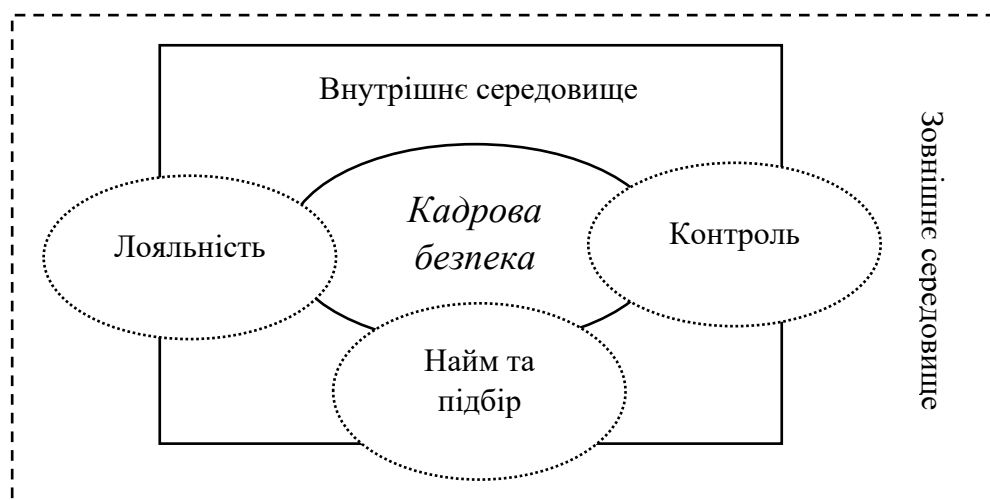 Внутрішнє середовище
Кадрова
безпека
Лояльність
Контроль
Найм та
підбір
Зовнішнє середовище